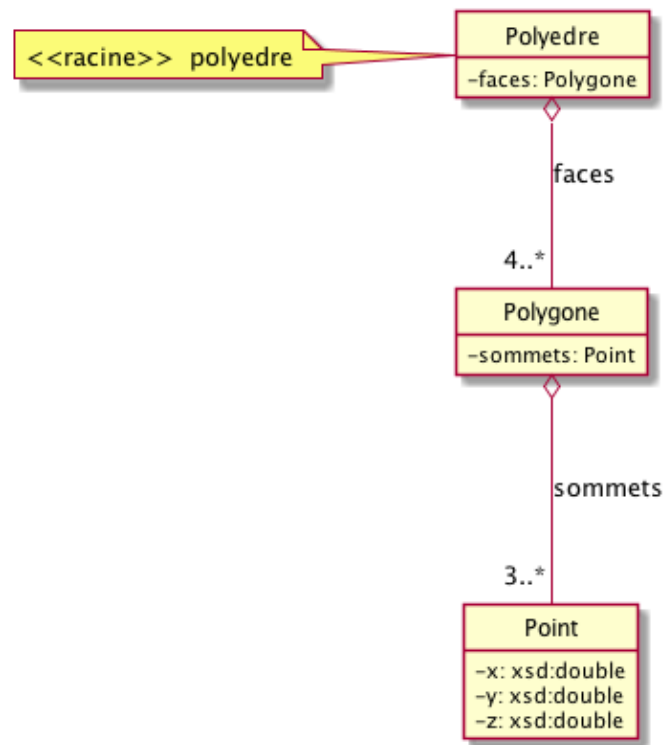 Polyedre
<<racine>> polyedre
-faces: Polygone
faces
4..*
Polygone
-sommets: Point
sommets
3..*
Point
-x: xsd:double
-y: xsd:double
-z: xsd:double